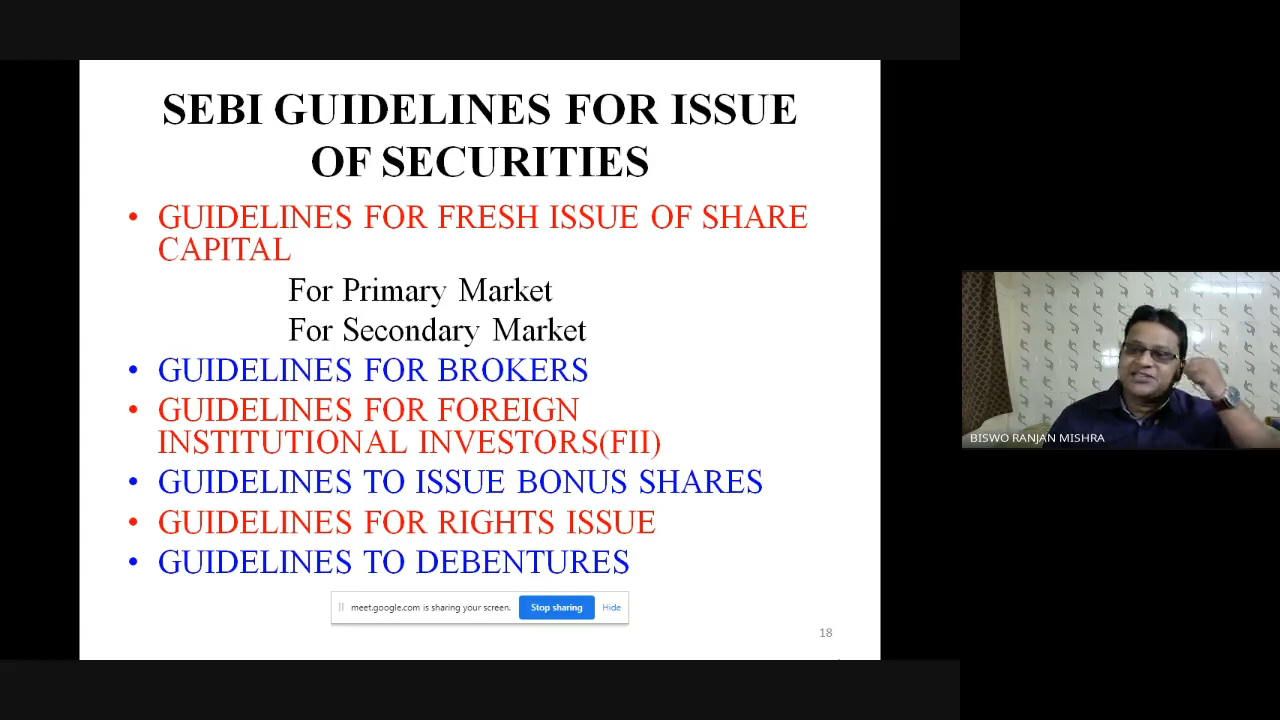 SEBI GUIDELINES FOR ISSUE
OF SECURITIES
• GUIDELINES FOR FRESH ISSUE OF SHARE
CAPITAL
For Primary Market
For Secondary Market
• GUIDELINES FOR BROKERS
• GUIDELINES FOR FOREIGN
INSTITUTIONAL INVESTORS(FII)
• GUIDELINES TO ISSUE BONUS SHARES
• GUIDELINES FOR RIGHTS ISSUE
• GUIDELINES TO DEBENTURES
meet.google.com is sharing your screen. Stop sharing Hide
18
BISWO RANJAN MISHRA